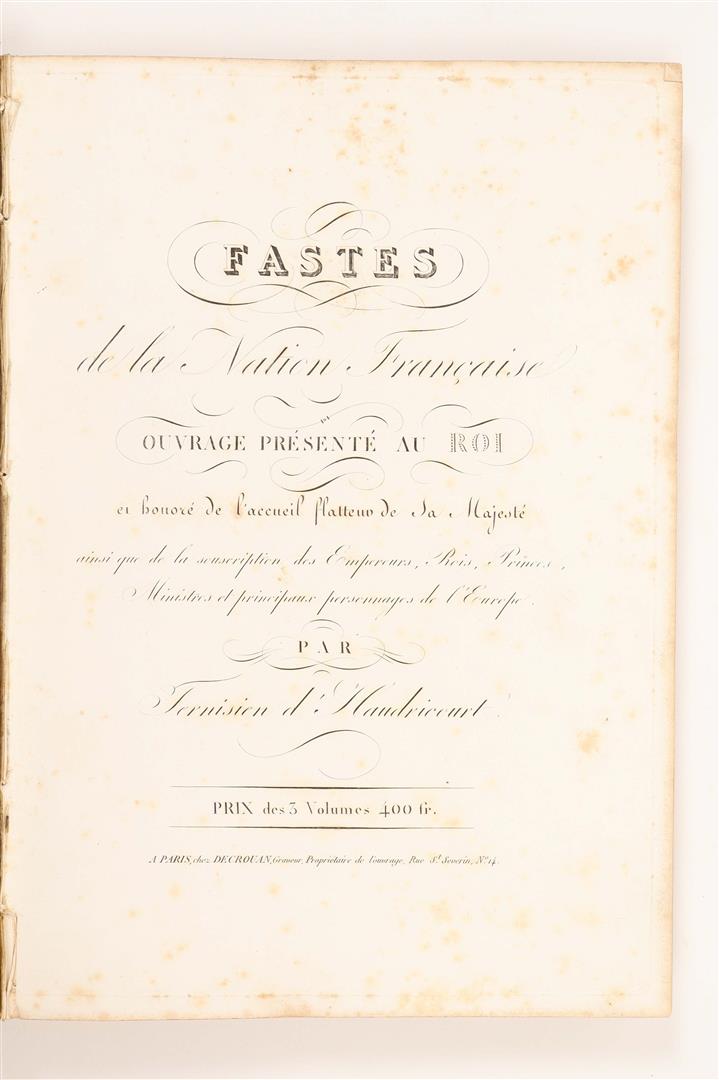 FASTES
de la Nation Française
OUVRAGE PRÉSENTÉ AU ROI
et honoré de l'accueil flatteur de Sa Majesté
ainsi que de la souscription des Empereurs, Rois, Princes,
Ministres et principaux personnages de l'Europe.
PAR
Ternisien d'Haudricourt.
PRIX des 3 Volumes 400 fr.
A PARIS, chez DECROUAN, Graveur, Propriétaire de l'ouvrage, Rue St. Severin, No. 14.